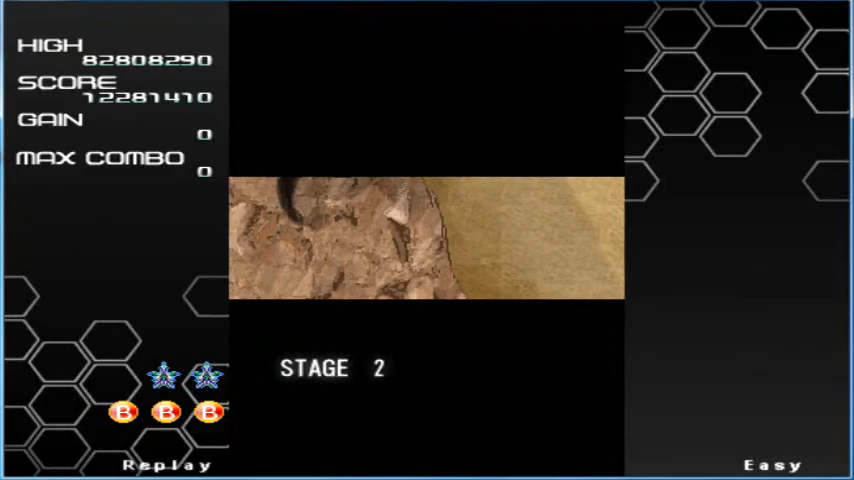 HIGH
82808290
SCORE
12281410
GAIN
0
MAX COMBO
0
STAGE 2
B B B
Replay
Easy